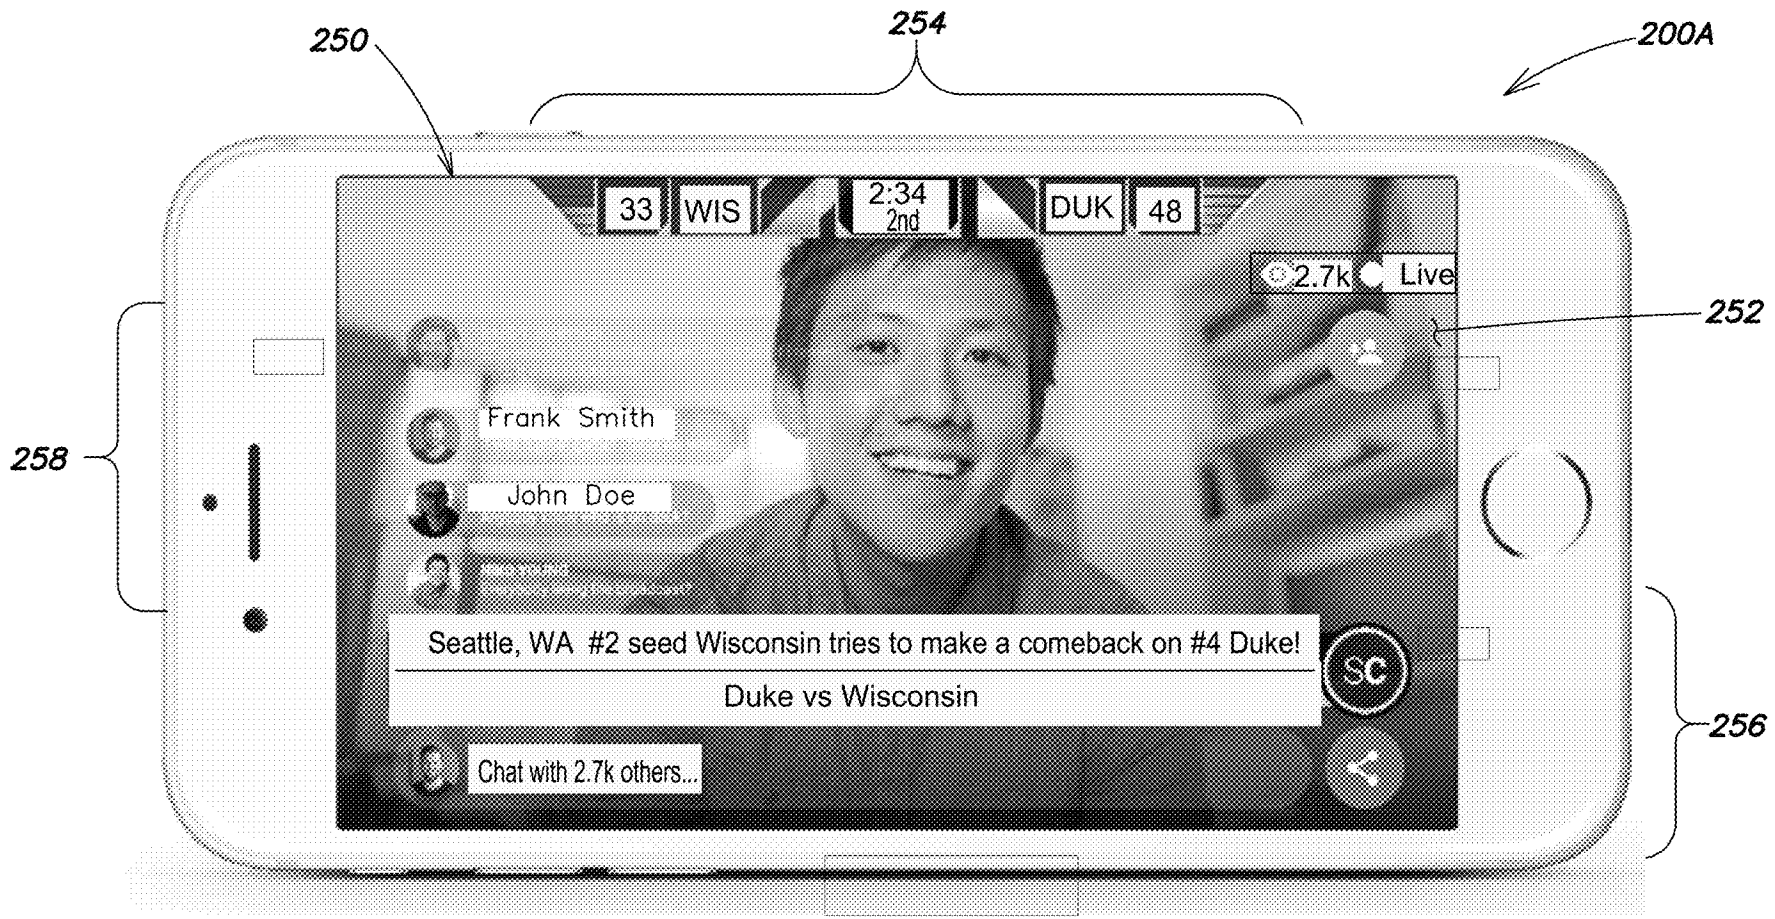 250
254
200A
33 WIS 2:34 DUK 48
2nd
2.7k Live
252
Frank Smith
258
John Doe
Seattle, WA #2 seed Wisconsin tries to make a comeback on #4 Duke!
SC
Duke vs Wisconsin
256
Chat with 2.7k others...